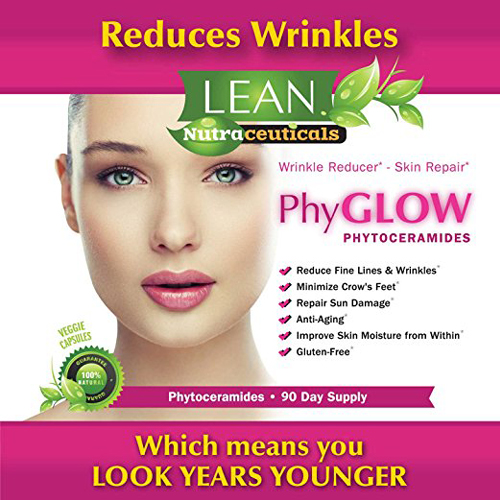 Reduces Wrinkles
LEAN
Nutraceuticals
Wrinkle Reducer* - Skin Repair*
PhyGLOW
PHYTOCERAMIDES
Reduce Fine Lines & Wrinkles*
Minimize Crow's Feet*
Repair Sun Damage*
Anti-Aging*
Improve Skin Moisture from Within*
Gluten-Free*
VEGGIE
CAPSULES
GUARANTEE
100%
NATURAL
Phytoceramides • 90 Day Supply
Which means you
LOOK YEARS YOUNGER